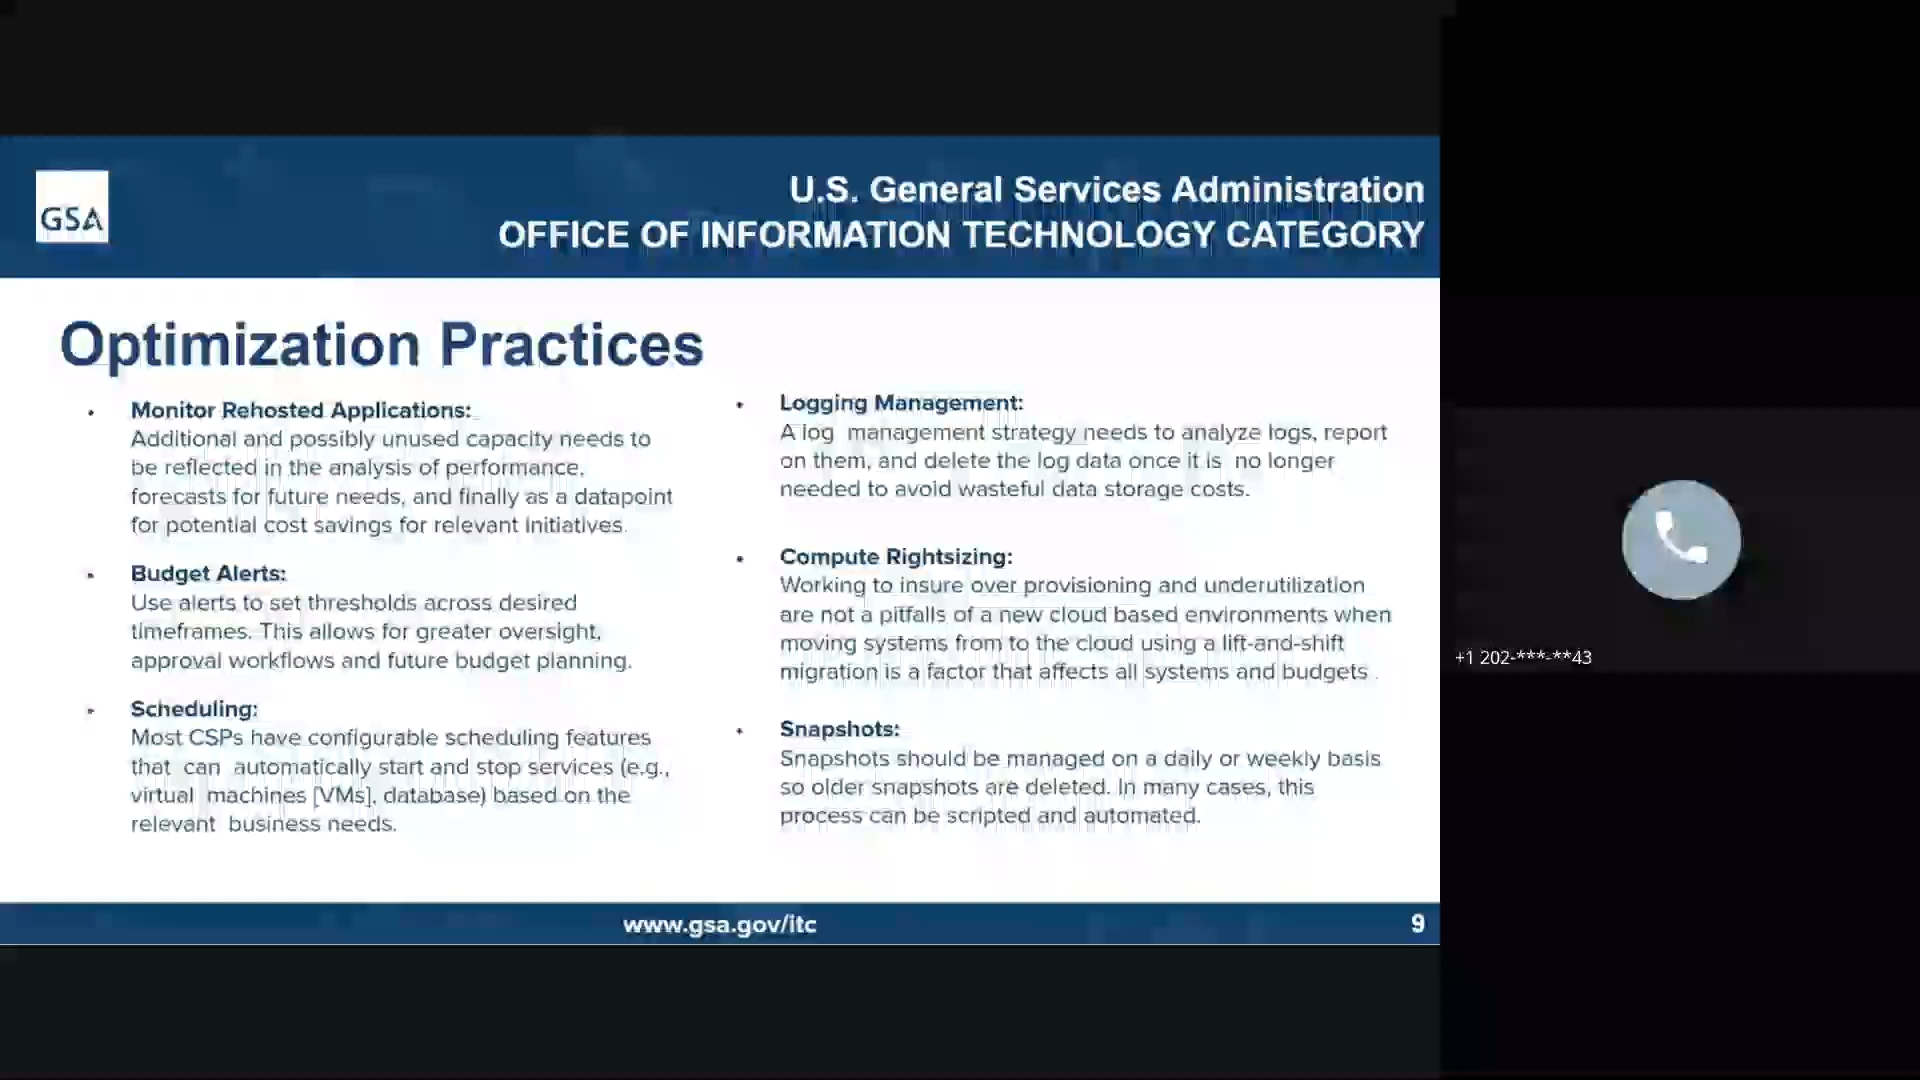 GSA
U.S. General Services Administration
OFFICE OF INFORMATION TECHNOLOGY CATEGORY
Optimization Practices
• Monitor Rehosted Applications:
Additional and possibly unused capacity needs to
be reflected in the analysis of performance,
forecasts for future needs, and finally as a datapoint
for potential cost savings for relevant initiatives.
• Budget Alerts:
Use alerts to set thresholds across desired
timeframes. This allows for greater oversight,
approval workflows and future budget planning.
• Scheduling:
Most CSPs have configurable scheduling features
that can automatically start and stop services (e.g.,
virtual machines [VMs], database) based on the
relevant business needs.
• Logging Management:
A log management strategy needs to analyze logs, report
on them, and delete the log data once it is no longer
needed to avoid wasteful data storage costs.
• Compute Rightsizing:
Working to insure over provisioning and underutilization
are not a pitfalls of a new cloud based environments when
moving systems from to the cloud using a lift-and-shift
migration is a factor that affects all systems and budgets .
• Snapshots:
Snapshots should be managed on a daily or weekly basis
so older snapshots are deleted. In many cases, this
process can be scripted and automated.
www.gsa.gov/itc
9
+1 202-***-**43